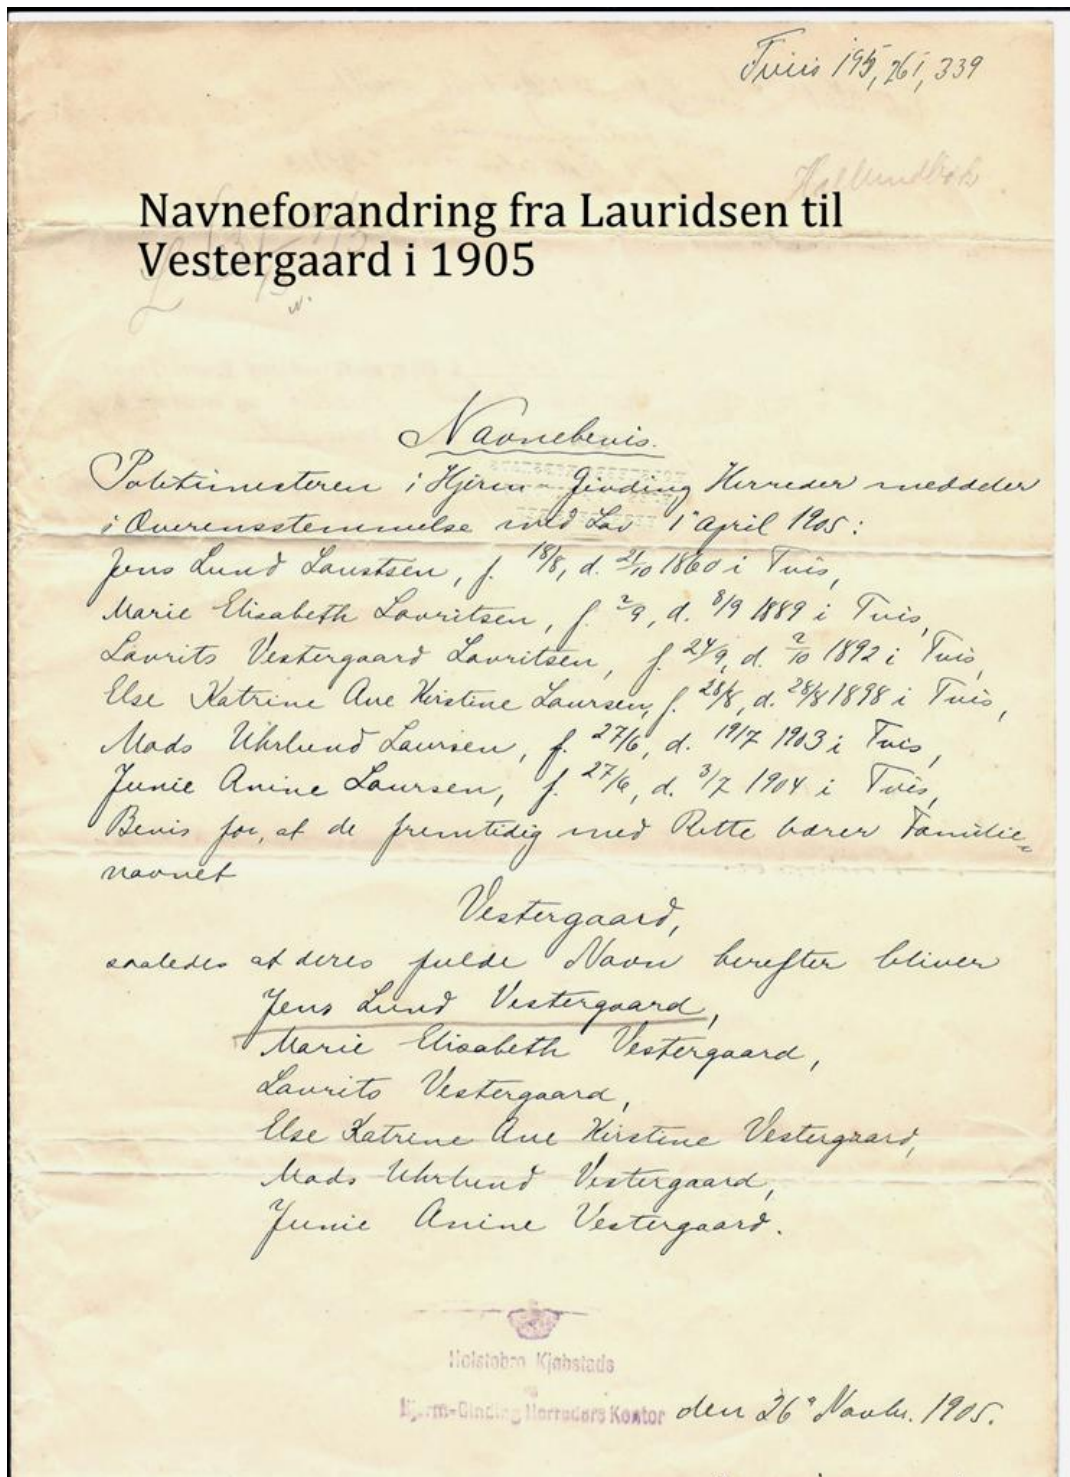 Tviis 195, 261, 339
Navneforandring fra Lauridsen til
Vestergaard i 1905
Navnebevis.
Politimesteren i Hjerm-Ginding Herreder meddeler
i Overensstemmelse med Lov 1 april 1905:
Jens Lund Laustsen, f. 18/8, d. 21/10 1860 i Tvis,
Marie Elisabeth Lauritsen, f. 2/9, d. 8/9 1889 i Tvis,
Laurits Vestergaard Lauritsen, f. 24/9, d. 2/10 1892 i Tvis,
Else Katrine Ane Kirstine Laursen, f. 28/8, d. 28/8 1898 i Tvis,
Mads Uhrlund Laursen, f. 27/6, d. 19/7 1903 i Tvis,
Junie Anine Laursen, f. 27/6, d. 3/7 1904 i Tvis,
Bevis for, at de fremtidig med Rette bærer Familie=
navnet
Vestergaard,
saaledes at deres fulde Navn herefter bliver
Jens Lund Vestergaard,
Marie Elisabeth Vestergaard,
Laurits Vestergaard,
Else Katrine Ane Kirstine Vestergaard,
Mads Uhrlund Vestergaard,
Junie Anine Vestergaard.
Holstebro Kjøbstads
Hjerm-Ginding Herreders Kontor den 26' Novbr. 1905.